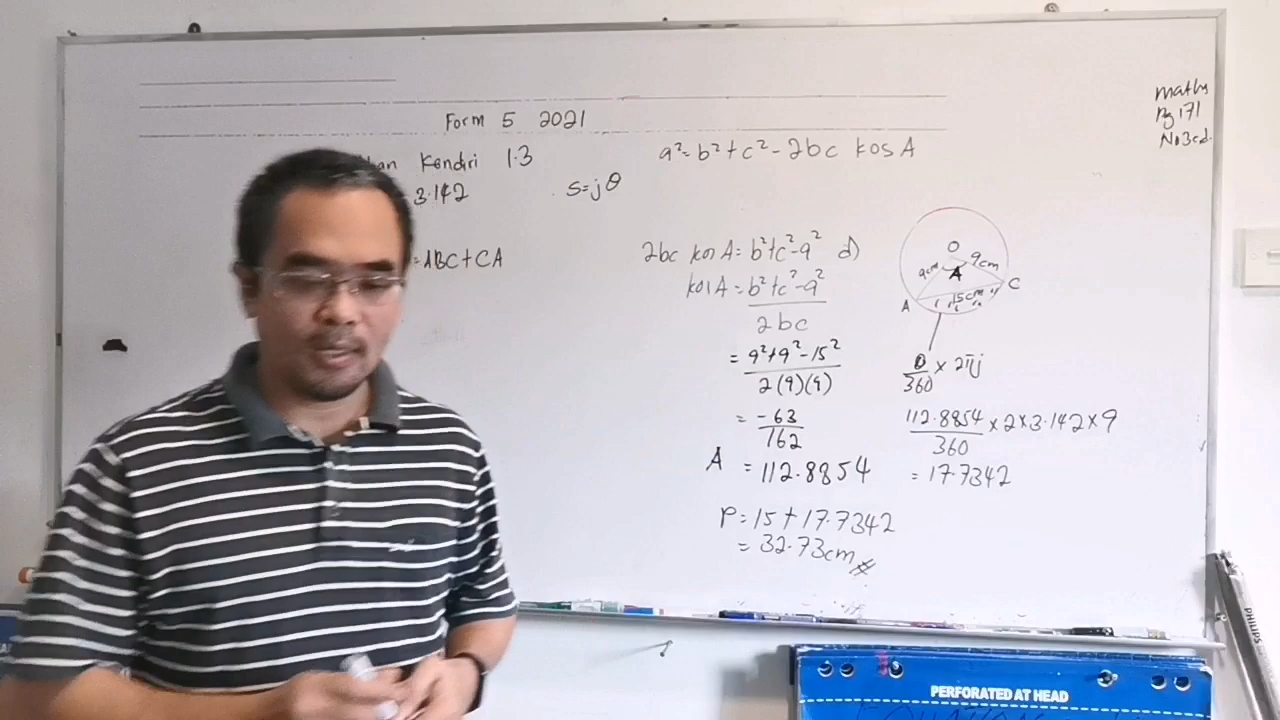 Form 5 2021
Kendiri 1.3
3.142
s=jθ
=ABC+CA
a²=b²+c²-2bc kos A
2bc kos A = b²+c²-a²
kos A = b²+c²-a²
2bc
= 9²+9²-15²
2(9)(9)
= -63
162
A = 112.8854
P = 15+17.7342
= 32.73cm
d)
O
9cm
9cm
A
A
15cm
C
θ/360 × 2πj
112.8854/360 × 2×3.142×9
= 17.7342
maths
Pg 171
No3cd.
PHILIPS
PERFORATED AT HEAD